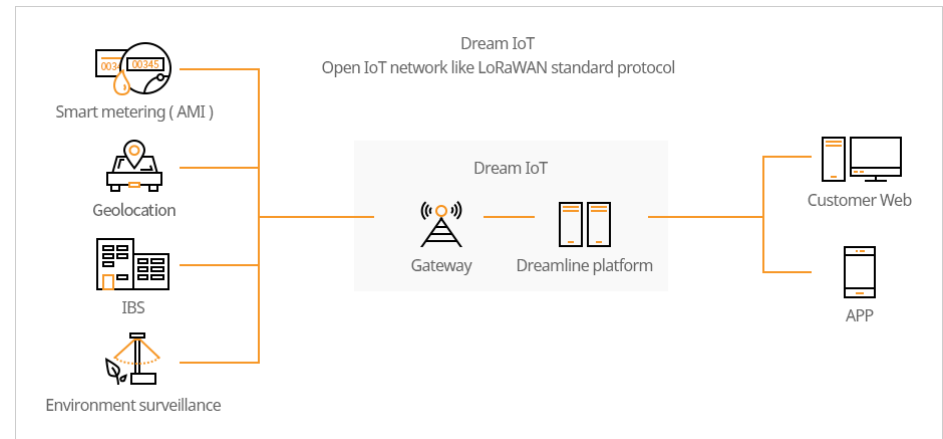 Dream IoT
Open IoT network like LoRaWAN standard protocol
00345
Smart metering ( AMI )
Geolocation
IBS
Environment surveillance
Dream IoT
Gateway
Dreamline platform
Customer Web
APP